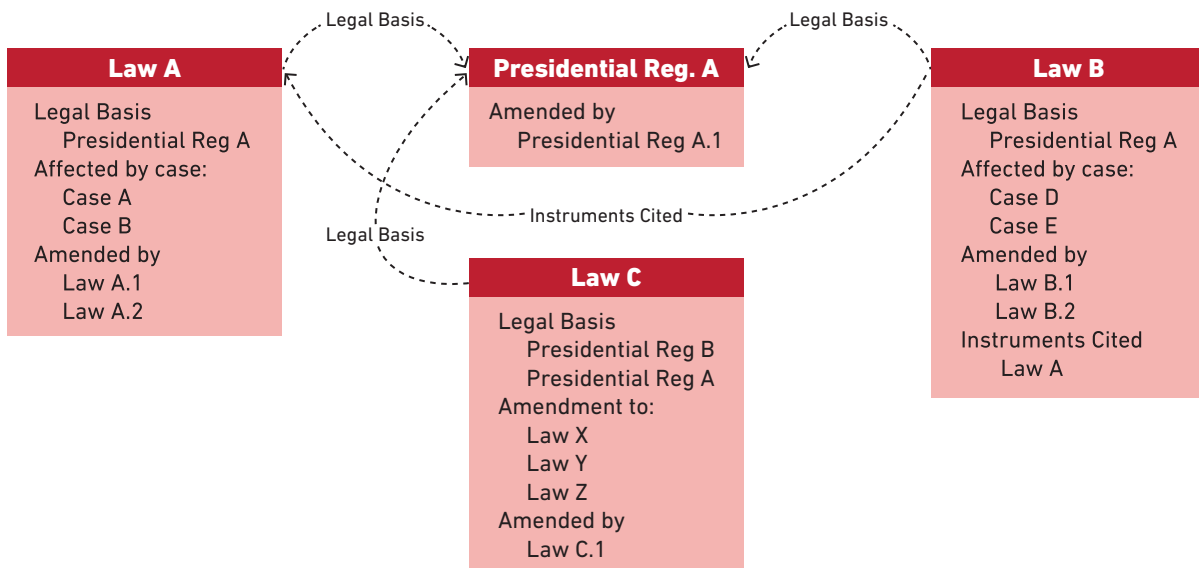 Legal Basis
Legal Basis
Law A
Legal Basis
Presidential Reg A
Affected by case:
Case A
Case B
Amended by
Law A.1
Law A.2
Presidential Reg. A
Amended by
Presidential Reg A.1
Law B
Legal Basis
Presidential Reg A
Affected by case:
Case D
Case E
Amended by
Law B.1
Law B.2
Instruments Cited
Law A
Instruments Cited
Legal Basis
Law C
Legal Basis
Presidential Reg B
Presidential Reg A
Amendment to:
Law X
Law Y
Law Z
Amended by
Law C.1